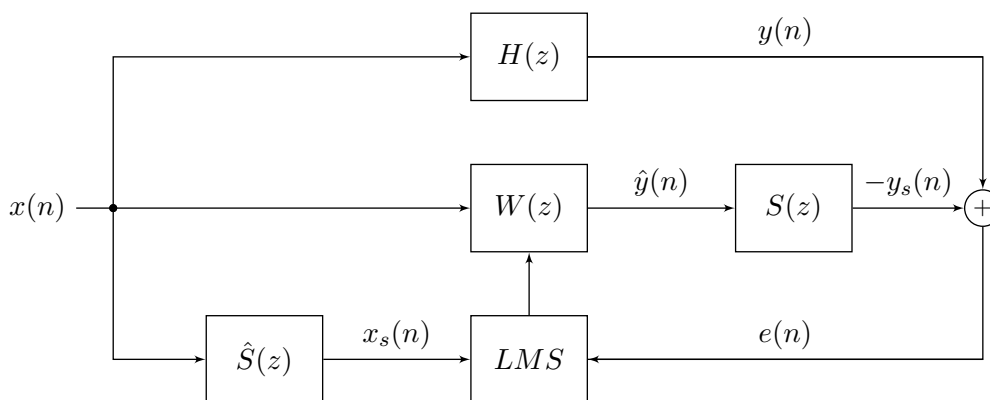 y(n)
H(z)
x(n)
W(z)
ŷ(n)
S(z)
−y_s(n)
+
Ŝ(z)
x_s(n)
LMS
e(n)